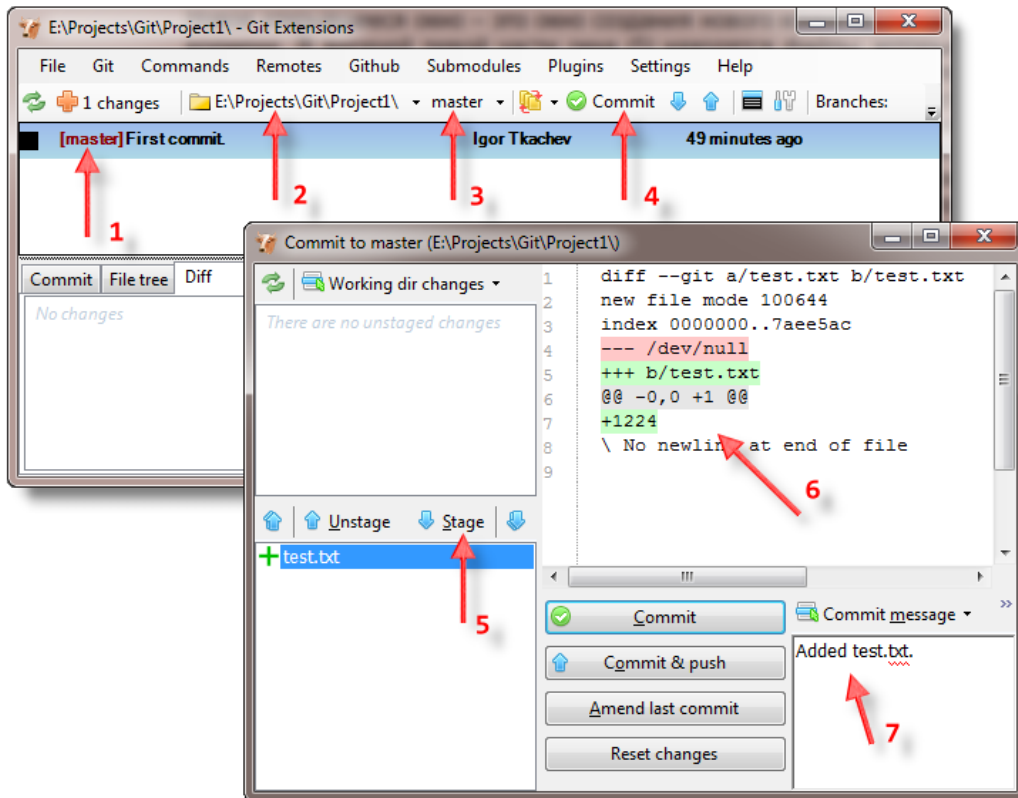 E:\Projects\Git\Project1\ - Git Extensions
File Git Commands Remotes Github Submodules Plugins Settings Help
1 changes E:\Projects\Git\Project1\ master Commit Branches:
[master] First commit. Igor Tkachev 49 minutes ago
1
2
3
4
Commit File tree Diff
No changes
Commit to master (E:\Projects\Git\Project1\)
Working dir changes
There are no unstaged changes
1 diff --git a/test.txt b/test.txt
2 new file mode 100644
3 index 0000000..7aee5ac
4 --- /dev/null
5 +++ b/test.txt
6 @@ -0,0 +1 @@
7 +1224
8 \ No newline at end of file
9
6
Unstage Stage
test.txt
5
Commit
Commit & push
Amend last commit
Reset changes
Commit message
Added test.txt.
7